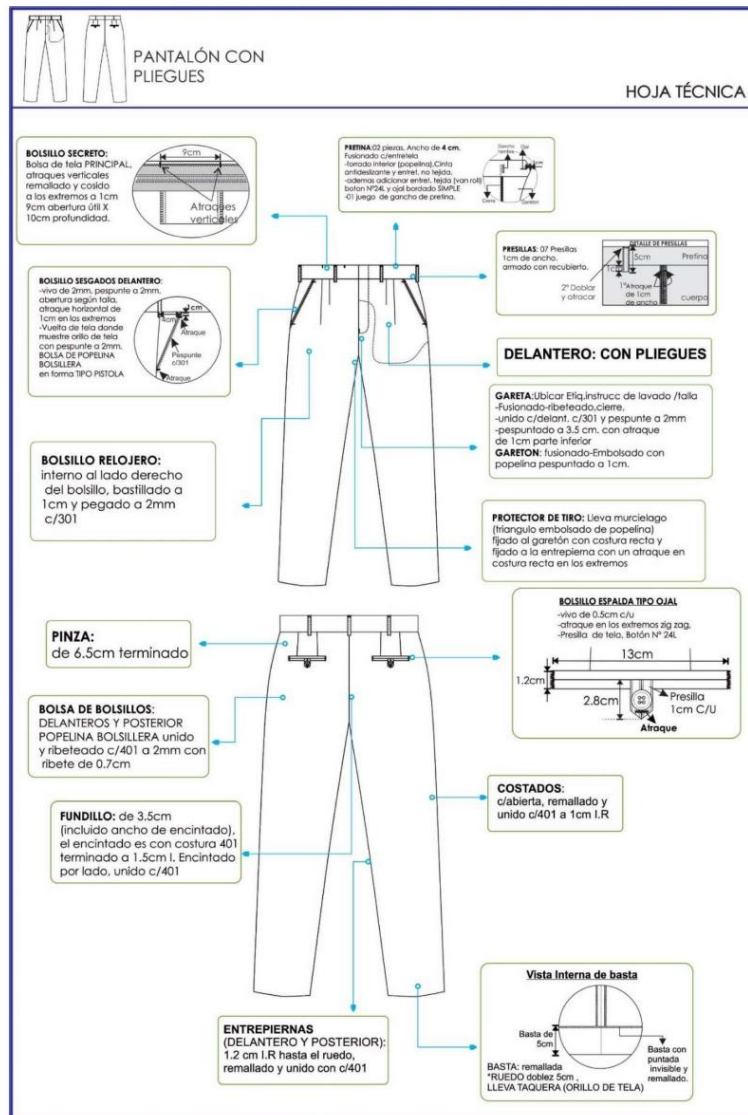 PANTALÓN CON
PLIEGUES
HOJA TÉCNICA
BOLSILLO SECRETO:
Bolsa de tela PRINCIPAL,
atraques verticales
remallado y cosido
a los extremos a 1cm
9cm abertura útil X
10cm profundidad.
9cm
Atraques
verticales
PRETINA:02 piezas. Ancho de 4 cm.
Fusionado c/entretela
-forrado interior (popelina),Cinta
antideslizante y entret. no tejida.
-ademas adicionar entret. tejida (van roll)
boton N°24L y ojal bordado SIMPLE
-01 juego de gancho de pretina.
Gancho
hembra
Ojal
Cierre
Garetón
PRESILLAS: 07 Presillas
1cm de ancho.
armado con recubierto.
DETALLE DE PRESILLAS
5cm
Pretina
1cm
2º Doblar
y atracar
1ºAtraque
de 1cm
de ancho
cuerpo
BOLSILLO SESGADOS DELANTERO:
-vivo de 2mm, pespunte a 2mm,
abertura según talla,
atraque horizontal de
1cm en los extremos
-Vuelta de tela donde
muestre orillo de tela
con pespunte a 2mm.
BOLSA DE POPELINA
BOLSILLERA
en forma TIPO PISTOLA
1cm
4cm
Atraque
Pespunte
c/301
Atraque
DELANTERO: CON PLIEGUES
GARETA:Ubicar Etiq.instrucc de lavado /talla
-Fusionado-ribeteado,cierre,
-unido c/delant. c/301 y pespunte a 2mm
-pespuntado a 3.5 cm. con atraque
de 1cm parte inferior
GARETON: fusionado-Embolsado con
popelina pespuntado a 1cm.
BOLSILLO RELOJERO:
interno al lado derecho
del bolsillo, bastillado a
1cm y pegado a 2mm
c/301
PROTECTOR DE TIRO: Lleva murcielago
(triangulo embolsado de popelina)
fijado al garetón con costura recta y
fijado a la entrepierna con un atraque en
costura recta en los extremos
BOLSILLO ESPALDA TIPO OJAL
-vivo de 0.5cm c/u
-atraque en los extremos zig zag.
-Presilla de tela, Botón Nº 24L
13cm
1.2cm
2.8cm
Presilla
1cm C/U
Atraque
PINZA:
de 6.5cm terminado
BOLSA DE BOLSILLOS:
DELANTEROS Y POSTERIOR
POPELINA BOLSILLERA unido
y ribeteado c/401 a 2mm con
ribete de 0.7cm
COSTADOS:
c/abierta, remallado y
unido c/401 a 1cm I.R
FUNDILLO: de 3.5cm
(incluido ancho de encintado),
el encintado es con costura 401
terminado a 1.5cm I. Encintado
por lado, unido c/401
ENTREPIERNAS
(DELANTERO Y POSTERIOR):
1.2 cm I.R hasta el ruedo,
remallado y unido con c/401
Vista Interna de basta
Basta de
5cm
Basta con
puntada
invisible y
remallado.
BASTA: remallada
*RUEDO doblez 5cm ,
LLEVA TAQUERA (ORILLO DE TELA)